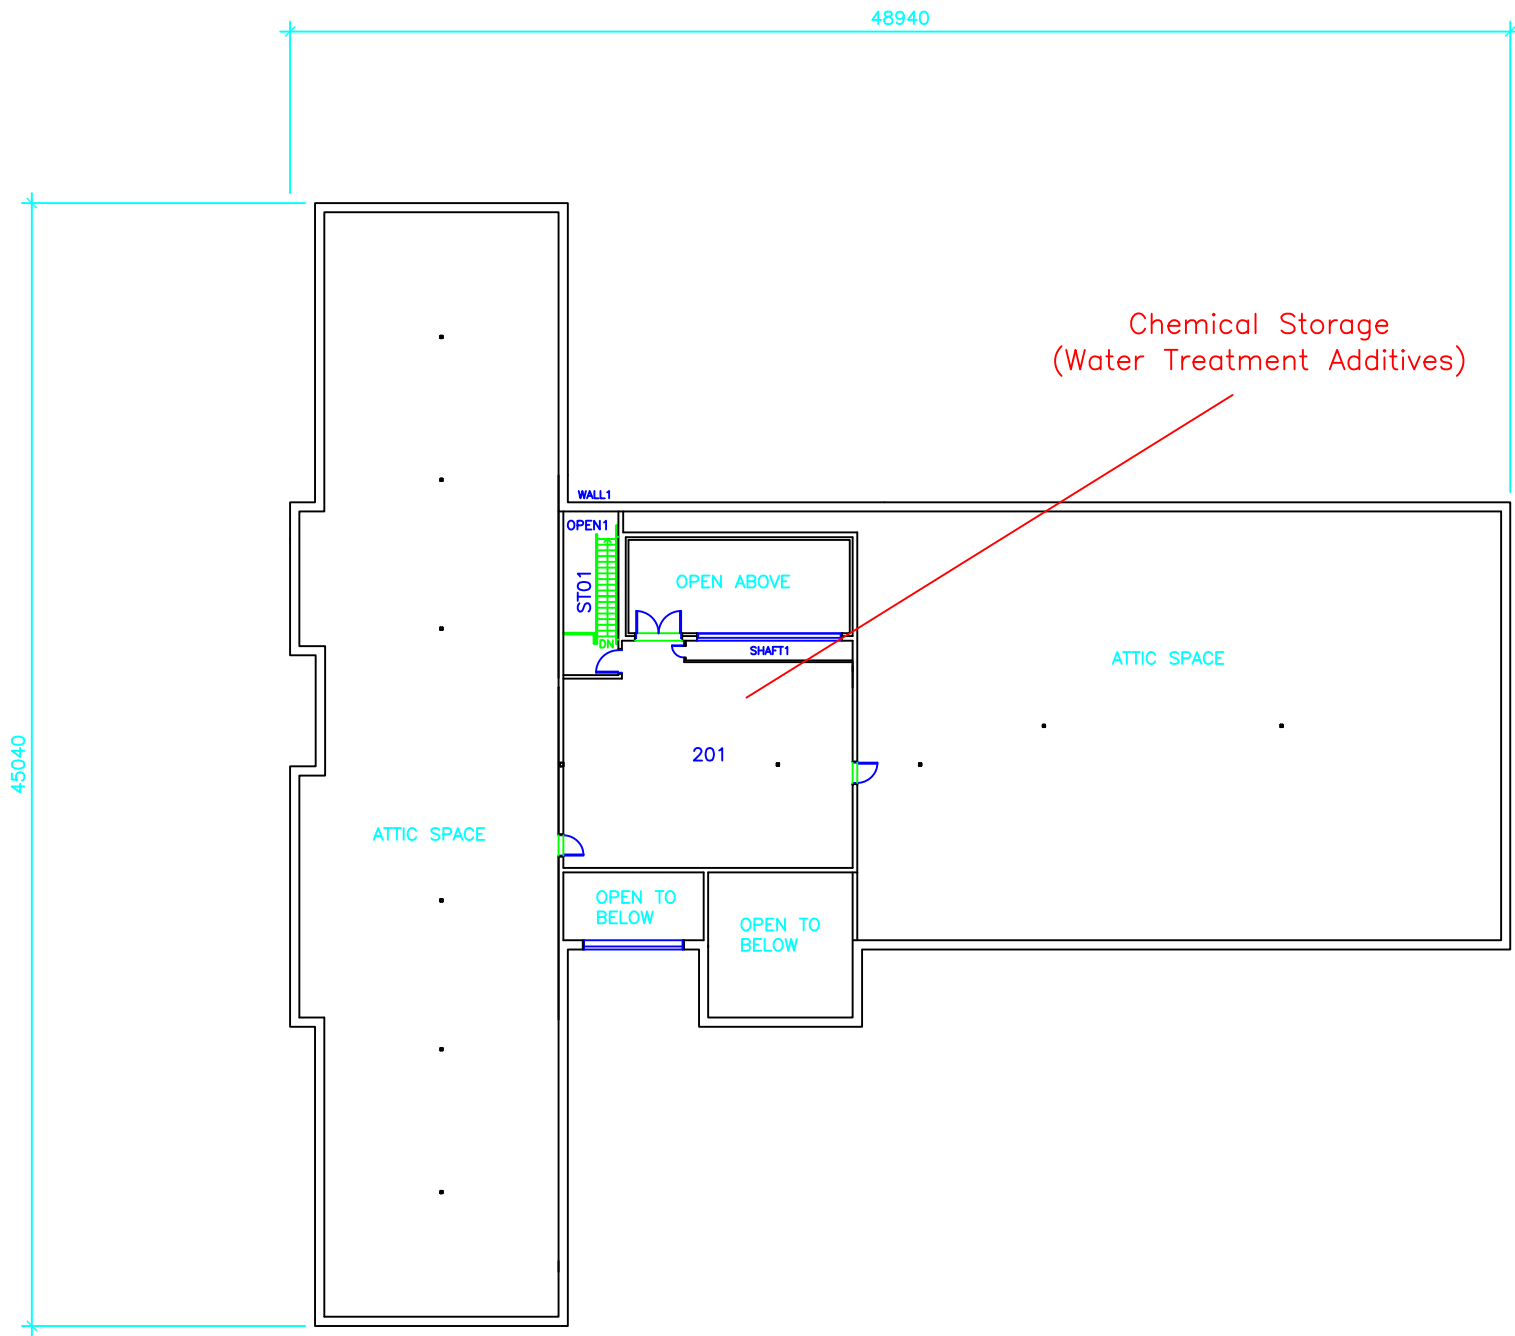 48940
Chemical Storage
(Water Treatment Additives)
WALL1
OPEN1
ST01
OPEN ABOVE
DN
SHAFT1
ATTIC SPACE
201
45040
ATTIC SPACE
OPEN TO
BELOW
OPEN TO
BELOW